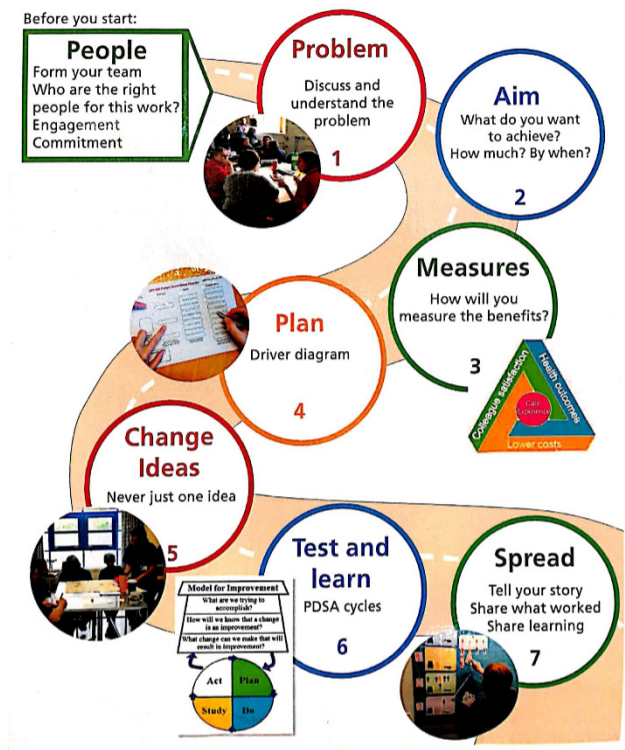 Before you start:
People
Form your team
Who are the right
people for this work?
Engagement
Commitment
Problem
Discuss and
understand the
problem
1
Aim
What do you want
to achieve?
How much? By when?
2
Measures
How will you
measure the benefits?
3
Colleague satisfaction
Health outcomes
Care
Experience
Lower costs
Plan
Driver diagram
4
Change
Ideas
Never just one idea
5
Test and
learn
PDSA cycles
6
Model for Improvement
What are we trying to
accomplish?
How will we know that a change
is an improvement?
What change can we make that will
result in improvement?
Act
Plan
Study
Do
Spread
Tell your story
Share what worked
Share learning
7